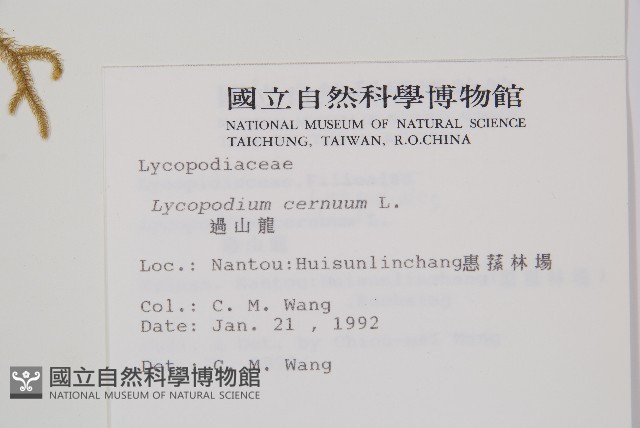 國立自然科學博物館
NATIONAL MUSEUM OF NATURAL SCIENCE
TAICHUNG, TAIWAN, R.O.CHINA
Lycopodiaceae
Lycopodium cernuum L.
過山龍
Loc.: Nantou:Huisunlinchang惠蓀林場
Col.: C. M. Wang
Date: Jan. 21 , 1992
Det.: C. M. Wang
國立自然科學博物館
NATIONAL MUSEUM OF NATURAL SCIENCE